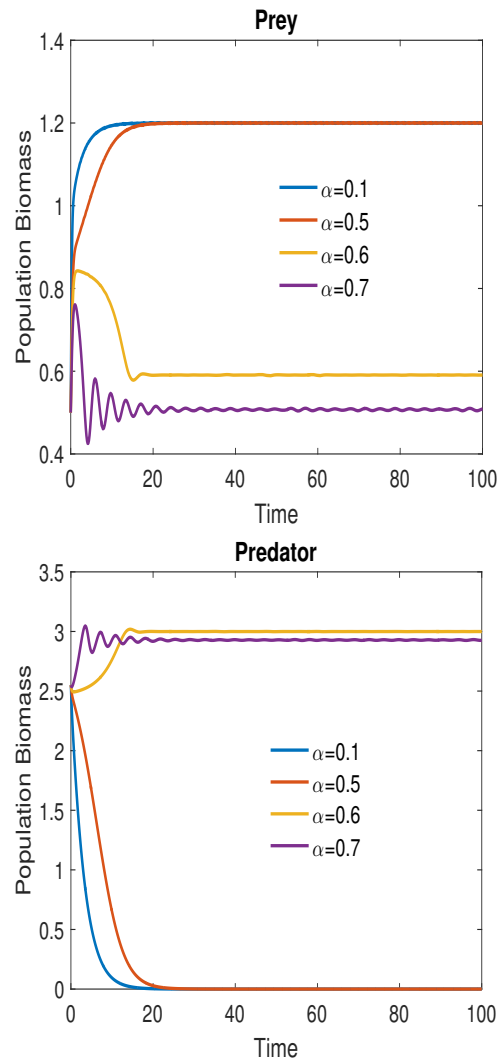 Prey
1.4
1.2
1
0.8
0.6
0.4
Population Biomass
α=0.1
α=0.5
α=0.6
α=0.7
0 20 40 60 80 100
Time
Predator
3.5
3
2.5
2
1.5
1
0.5
0
Population Biomass
α=0.1
α=0.5
α=0.6
α=0.7
0 20 40 60 80 100
Time